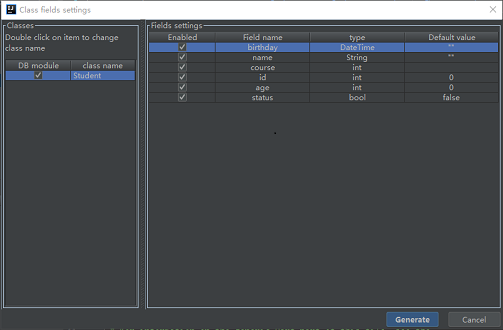 Class fields settings
Classes
Double click on item to change
class name
DB module class name
Student
Fields settings
Enabled Field name type Default value
birthday DateTime ""
name String ""
course int
id int 0
age int 0
status bool false
Generate Cancel